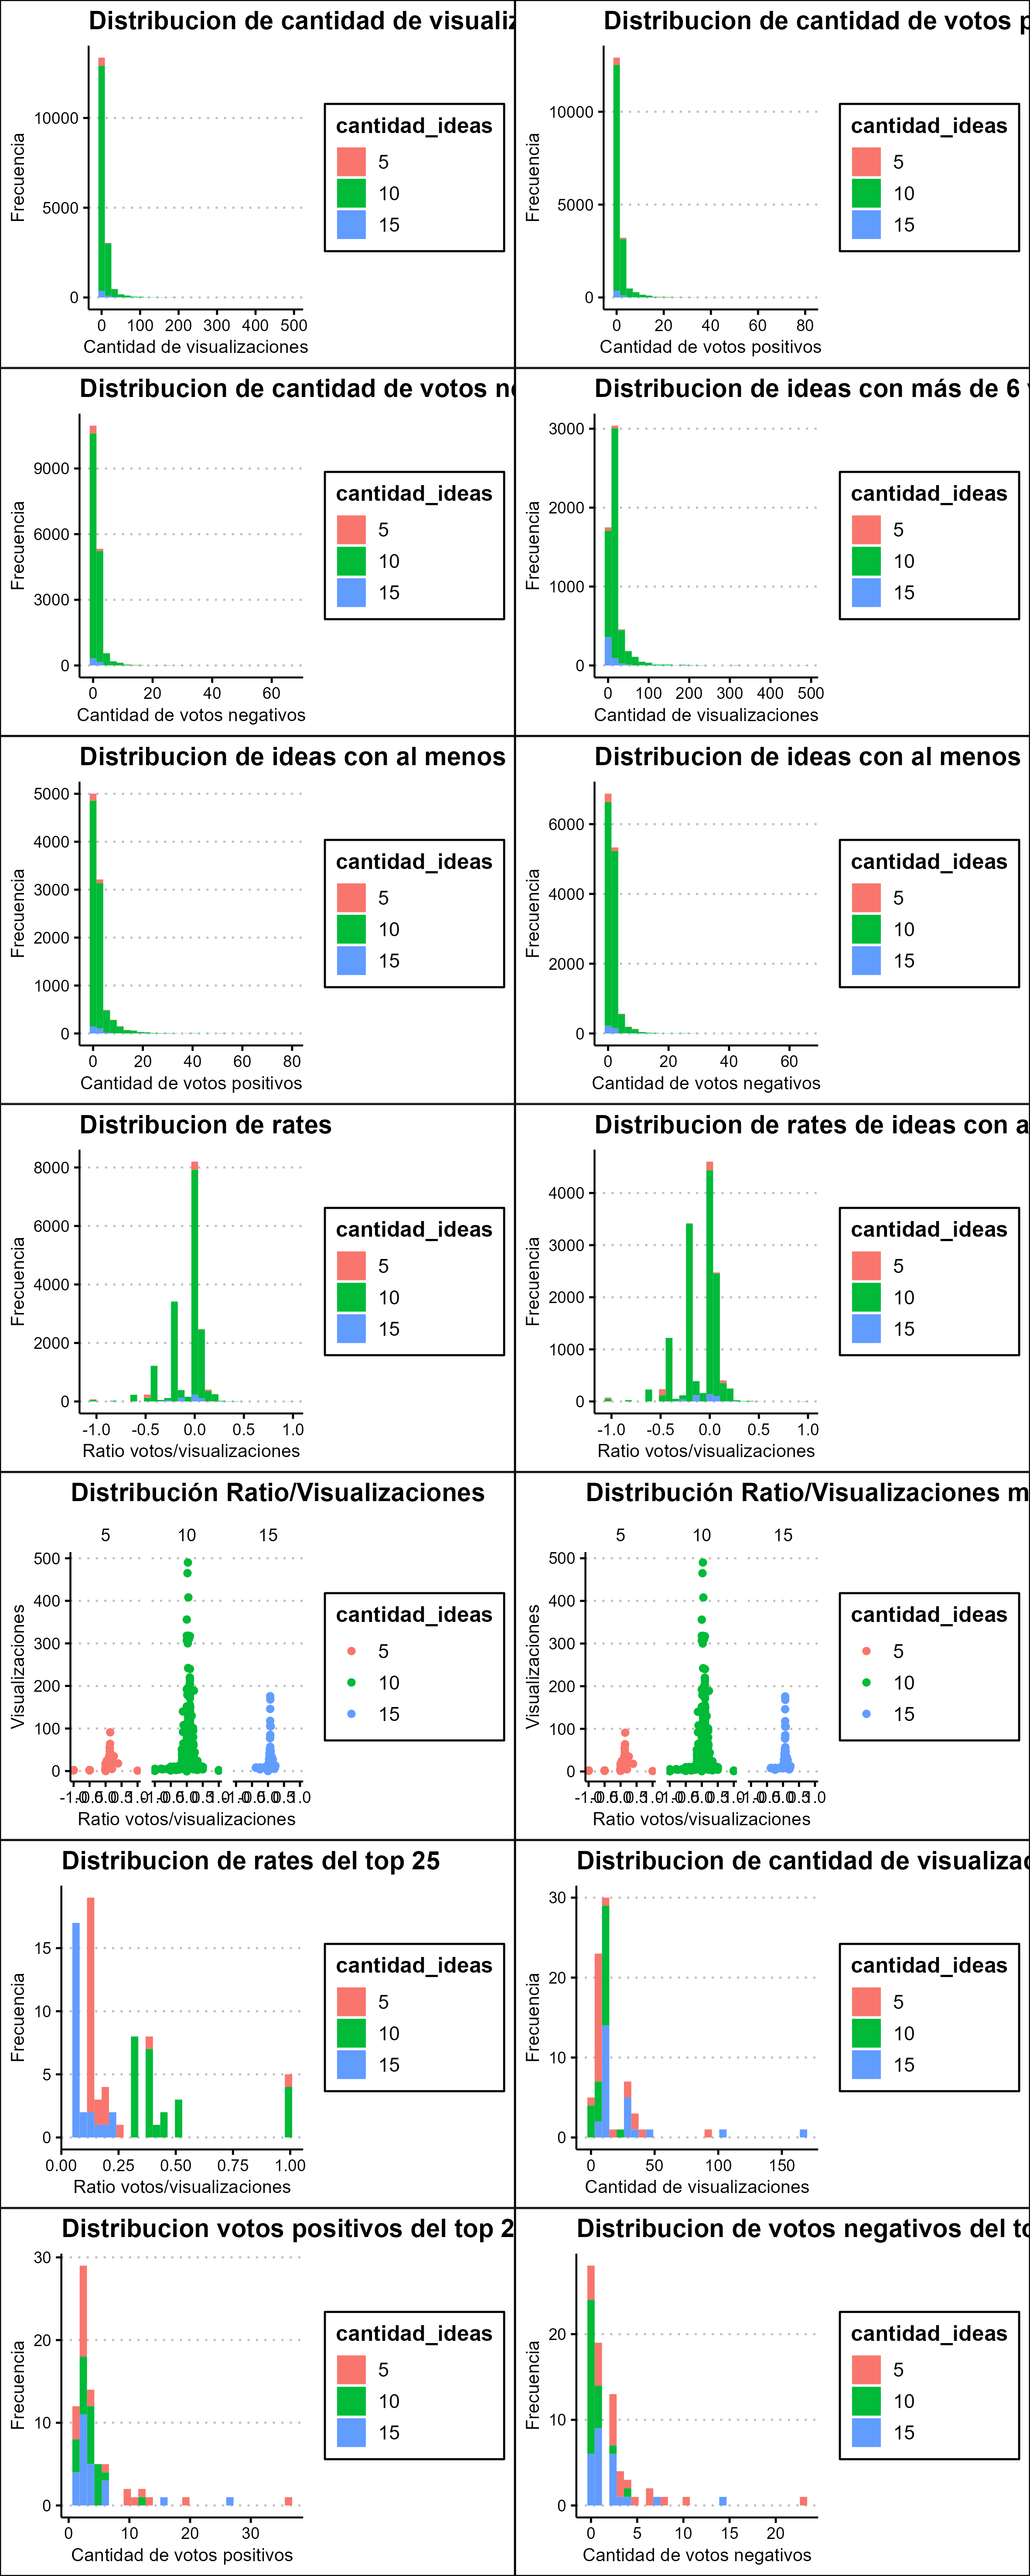 Distribucion de cantidad de visualiz
Frecuencia
10000
5000
0
0 100 200 300 400 500
Cantidad de visualizaciones
cantidad_ideas
5
10
15
Distribucion de cantidad de votos p
Frecuencia
10000
5000
0
0 20 40 60 80
Cantidad de votos positivos
cantidad_ideas
5
10
15
Distribucion de cantidad de votos ne
Frecuencia
9000
6000
3000
0
0 20 40 60
Cantidad de votos negativos
cantidad_ideas
5
10
15
Distribucion de ideas con más de 6 v
Frecuencia
3000
2000
1000
0
0 100 200 300 400 500
Cantidad de visualizaciones
cantidad_ideas
5
10
15
Distribucion de ideas con al menos
Frecuencia
5000
4000
3000
2000
1000
0
0 20 40 60 80
Cantidad de votos positivos
cantidad_ideas
5
10
15
Distribucion de ideas con al menos
Frecuencia
6000
4000
2000
0
0 20 40 60
Cantidad de votos negativos
cantidad_ideas
5
10
15
Distribucion de rates
Frecuencia
8000
6000
4000
2000
0
-1.0 -0.5 0.0 0.5 1.0
Ratio votos/visualizaciones
cantidad_ideas
5
10
15
Distribucion de rates de ideas con a
Frecuencia
4000
3000
2000
1000
0
-1.0 -0.5 0.0 0.5 1.0
Ratio votos/visualizaciones
cantidad_ideas
5
10
15
Distribución Ratio/Visualizaciones
5 10 15
Visualizaciones
500
400
300
200
100
0
Ratio votos/visualizaciones
cantidad_ideas
5
10
15
Distribución Ratio/Visualizaciones m
5 10 15
Visualizaciones
500
400
300
200
100
0
Ratio votos/visualizaciones
cantidad_ideas
5
10
15
Distribucion de rates del top 25
Frecuencia
15
10
5
0
0.00 0.25 0.50 0.75 1.00
Ratio votos/visualizaciones
cantidad_ideas
5
10
15
Distribucion de cantidad de visualizac
Frecuencia
30
20
10
0
0 50 100 150
Cantidad de visualizaciones
cantidad_ideas
5
10
15
Distribucion votos positivos del top 2
Frecuencia
30
20
10
0
0 10 20 30
Cantidad de votos positivos
cantidad_ideas
5
10
15
Distribucion de votos negativos del to
Frecuencia
20
10
0
0 5 10 15 20
Cantidad de votos negativos
cantidad_ideas
5
10
15